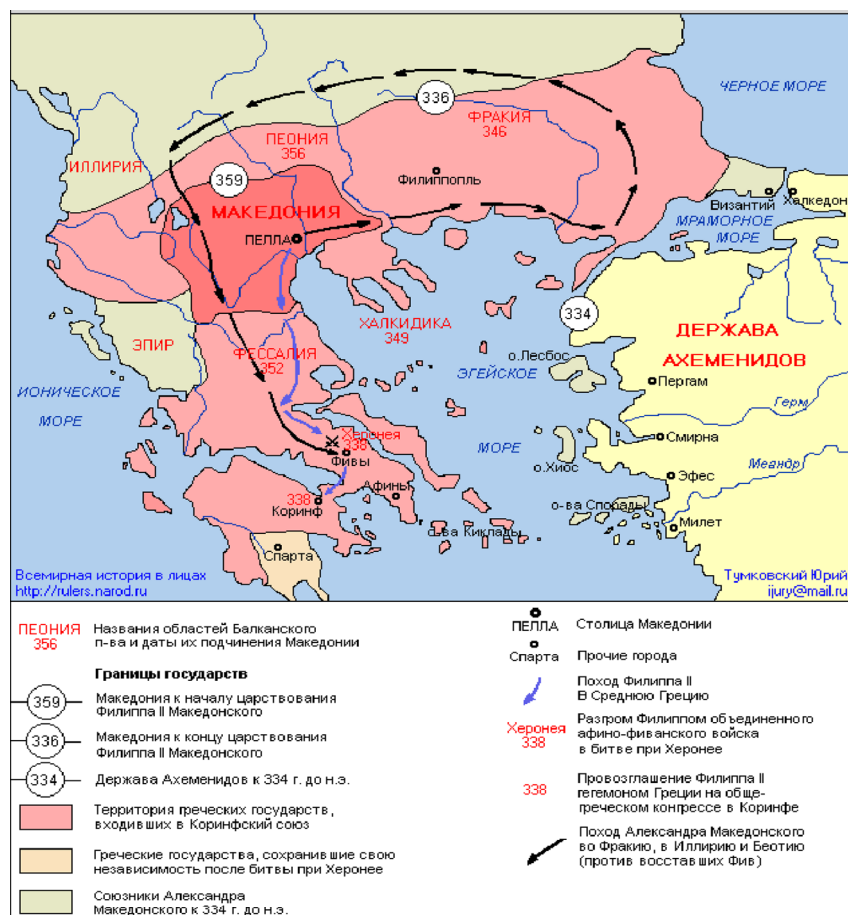 ЧЕРНОЕ МОРЕ
336
ФРАКИЯ
346
ПЕОНИЯ
356
ИЛЛИРИЯ
359
Филиппополь
Византий
Халкедон
МАКЕДОНИЯ
МРАМОРНОЕ
МОРЕ
ПЕЛЛА
334
ХАЛКИДИКА
349
ДЕРЖАВА
АХЕМЕНИДОВ
ЭПИР
ФЕССАЛИЯ
352
о.Лесбос
ЭГЕЙСКОЕ
Пергам
ИОНИЧЕСКОЕ
МОРЕ
Герм
Херонея
338
МОРЕ
Смирна
Фивы
о.Хиос
Эфес
Меандр
338
Коринф
Афины
о-ва Спорады
о-ва Киклады
Милет
Спарта
Всемирная история в лицах
http://rulers.narod.ru
Тумковский Юрий
ijury@mail.ru
ПЕОНИЯ
356
Названия областей Балканского
п-ва и даты их подчинения Македонии
Границы государств
359
Македония к началу царствования
Филиппа II Македонского
336
Македония к концу царствования
Филиппа II Македонского
334
Держава Ахеменидов к 334 г. до н.э.
Территория греческих государств,
входивших в Коринфский союз
Греческие государства, сохранившие свою
независимость после битвы при Херонее
Союзники Александра
Македонского к 334 г. до н.э.
ПЕЛЛА
Столица Македонии
Спарта
Прочие города
Поход Филиппа II
В Среднюю Грецию
Херонея
338
Разгром Филиппом объединенного
афино-фиванского войска
в битве при Херонее
338
Провозглашение Филиппа II
гегемоном Греции на обще-
греческом конгрессе в Коринфе
Поход Александра Македонского
во Фракию, в Иллирию и Беотию
(против восставших Фив)